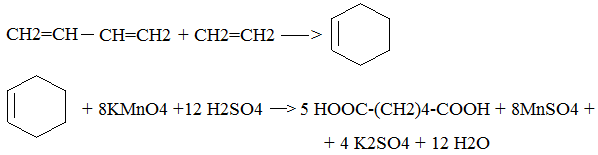 CH2=CH — CH=CH2 + CH2=CH2 —>
+ 8KMnO4 +12 H2SO4 —> 5 HOOC-(CH2)4-COOH + 8MnSO4 +
+ 4 K2SO4 + 12 H2O